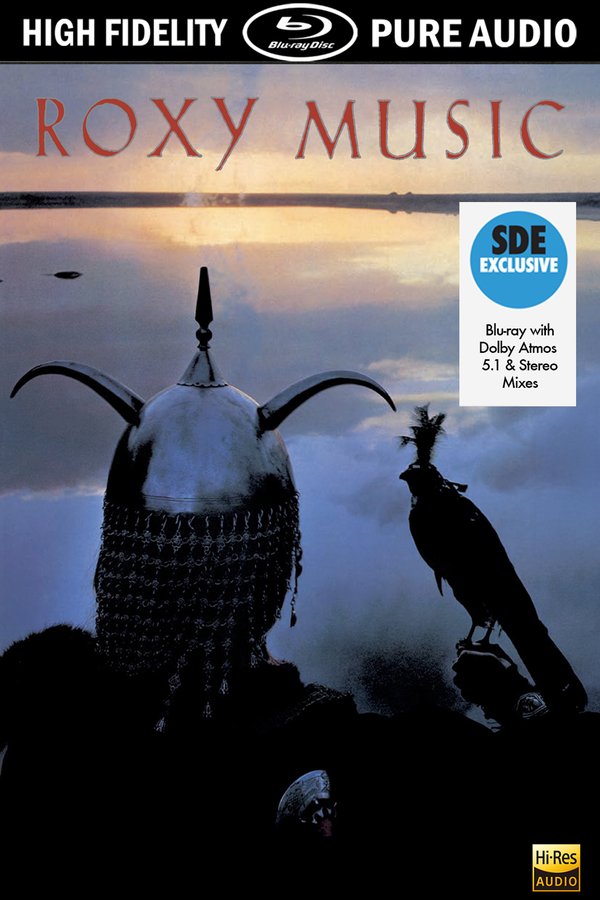 HIGH FIDELITY Blu-ray Disc PURE AUDIO
ROXY MUSIC
SDE
EXCLUSIVE
Blu-ray with
Dolby Atmos
5.1 & Stereo
Mixes
Hi-Res
AUDIO